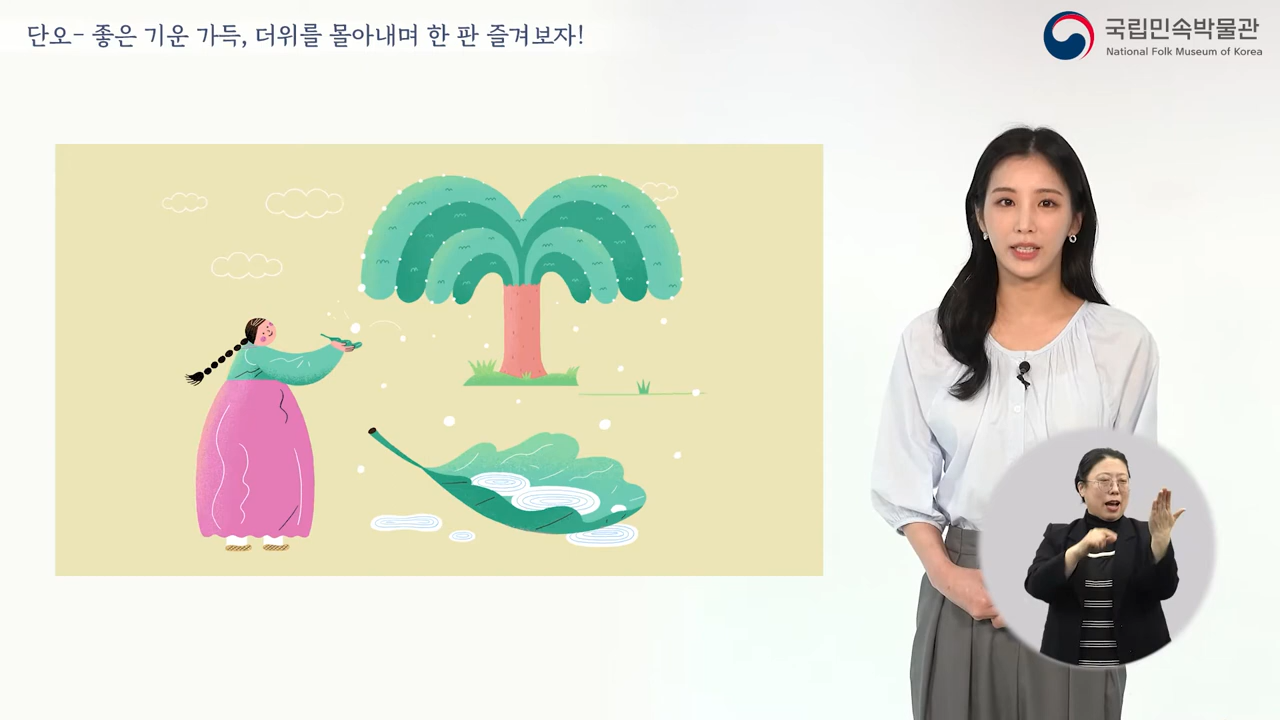 단오- 좋은 기운 가득, 더위를 몰아내며 한 판 즐겨보자!
국립민속박물관
National Folk Museum of Korea